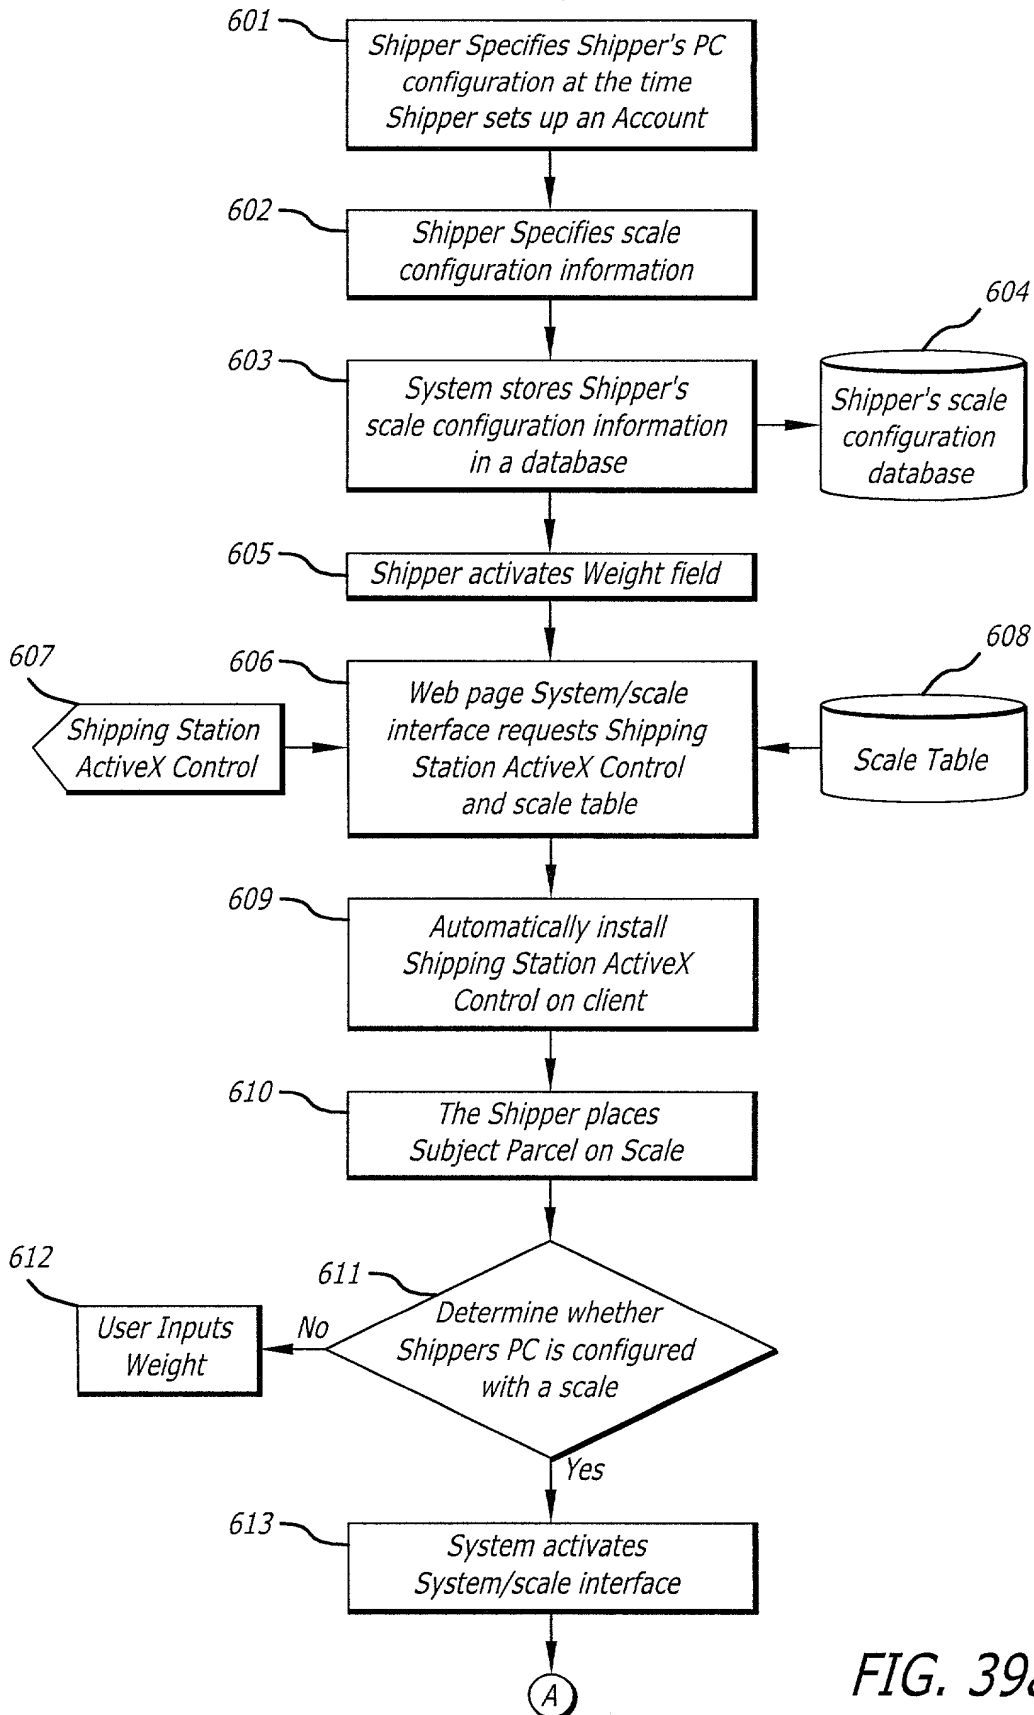 601
Shipper Specifies Shipper's PC
configuration at the time
Shipper sets up an Account
602
Shipper Specifies scale
configuration information
603
System stores Shipper's
scale configuration information
in a database
604
Shipper's scale
configuration
database
605
Shipper activates Weight field
607
Shipping Station
ActiveX Control
606
Web page System/scale
interface requests Shipping
Station ActiveX Control
and scale table
608
Scale Table
609
Automatically install
Shipping Station ActiveX
Control on client
610
The Shipper places
Subject Parcel on Scale
611
Determine whether
Shippers PC is configured
with a scale
612
User Inputs
Weight
No
Yes
613
System activates
System/scale interface
A
FIG. 39a